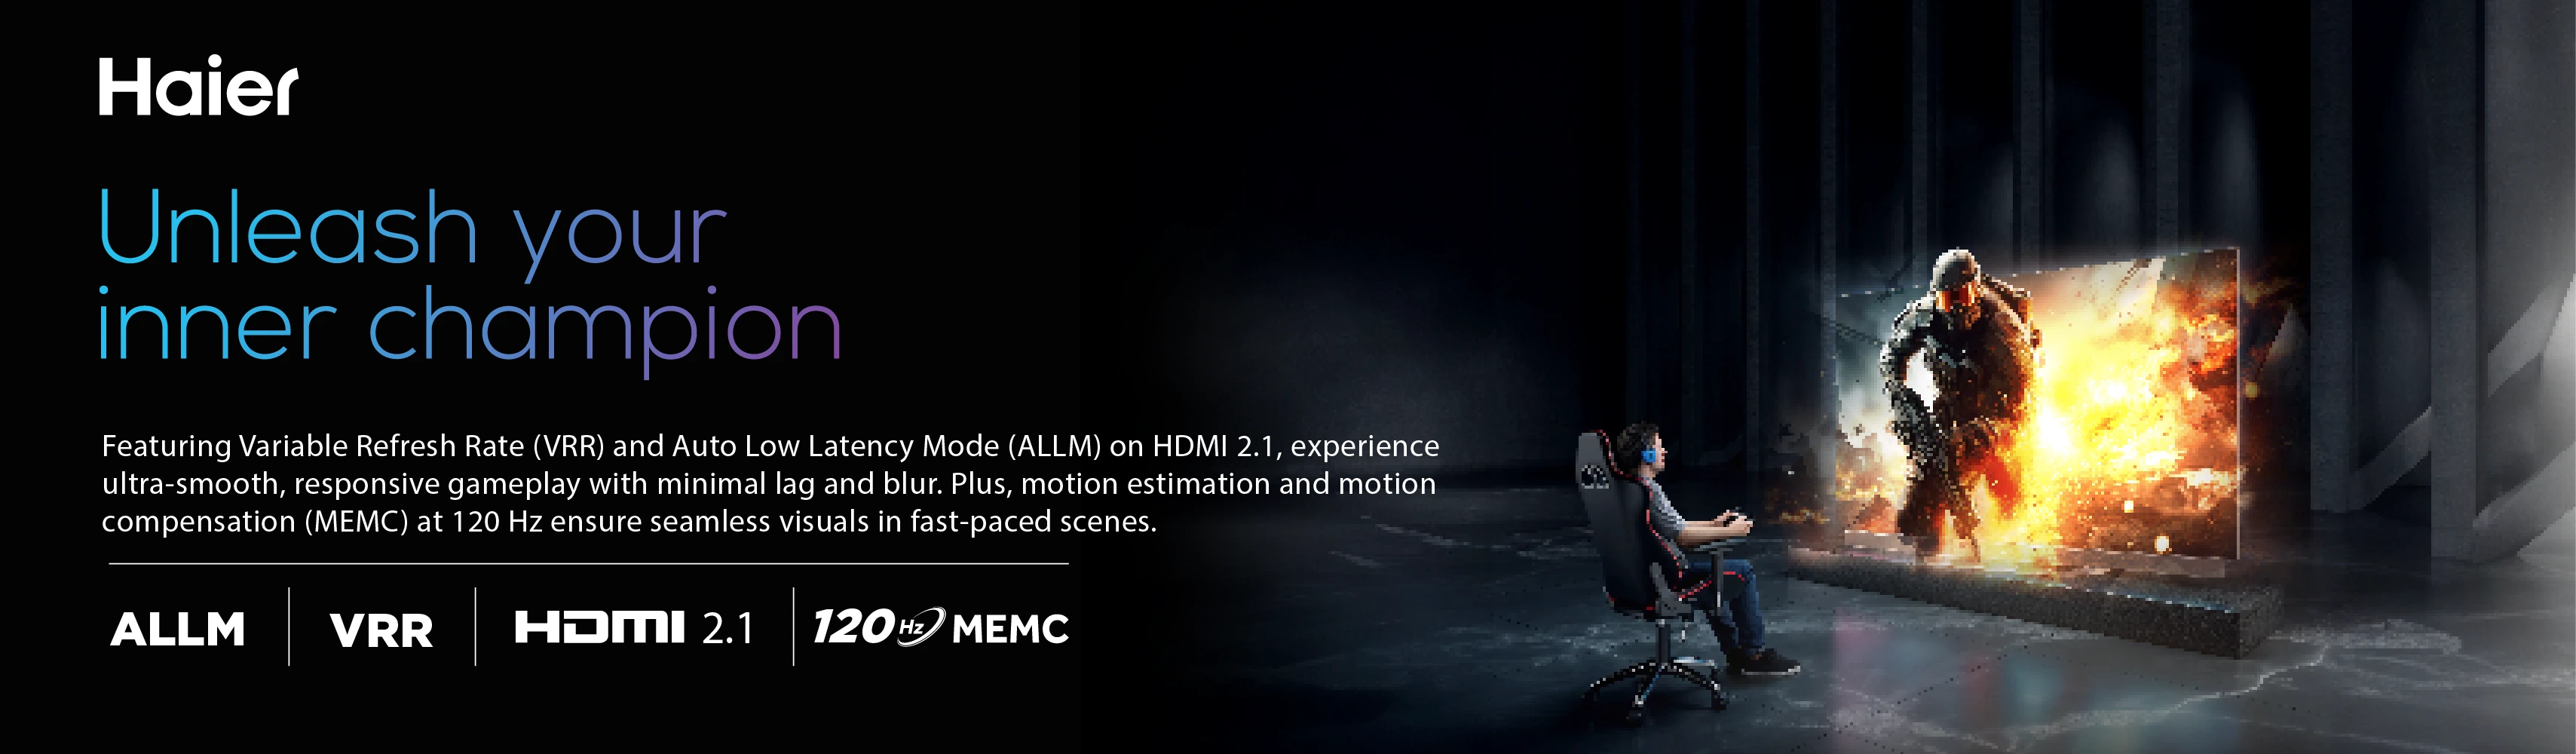 Haier
Unleash your
inner champion
Featuring Variable Refresh Rate (VRR) and Auto Low Latency Mode (ALLM) on HDMI 2.1, experience
ultra-smooth, responsive gameplay with minimal lag and blur. Plus, motion estimation and motion
compensation (MEMC) at 120 Hz ensure seamless visuals in fast-paced scenes.
ALLM VRR HDMI 2.1 120Hz MEMC